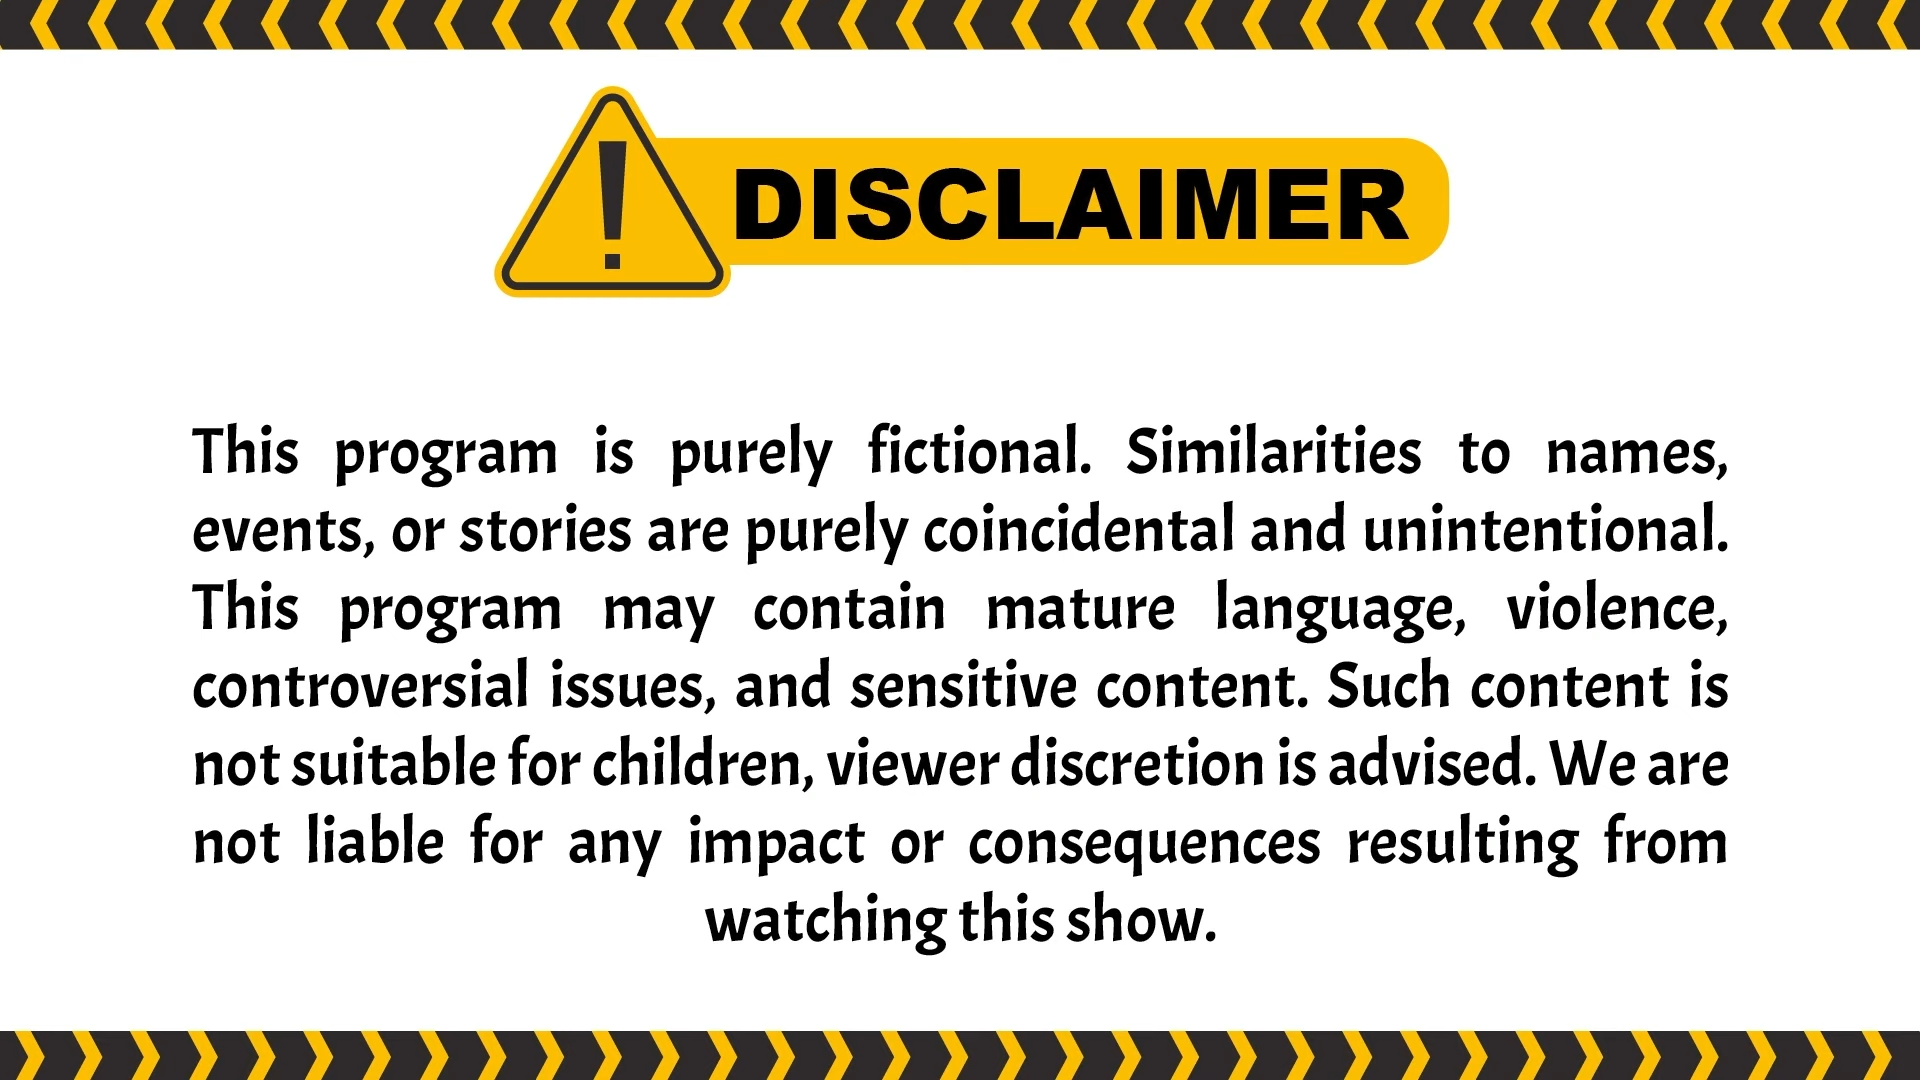 DISCLAIMER
This program is purely fictional. Similarities to names,
events, or stories are purely coincidental and unintentional.
This program may contain mature language, violence,
controversial issues, and sensitive content. Such content is
not suitable for children, viewer discretion is advised. We are
not liable for any impact or consequences resulting from
watching this show.